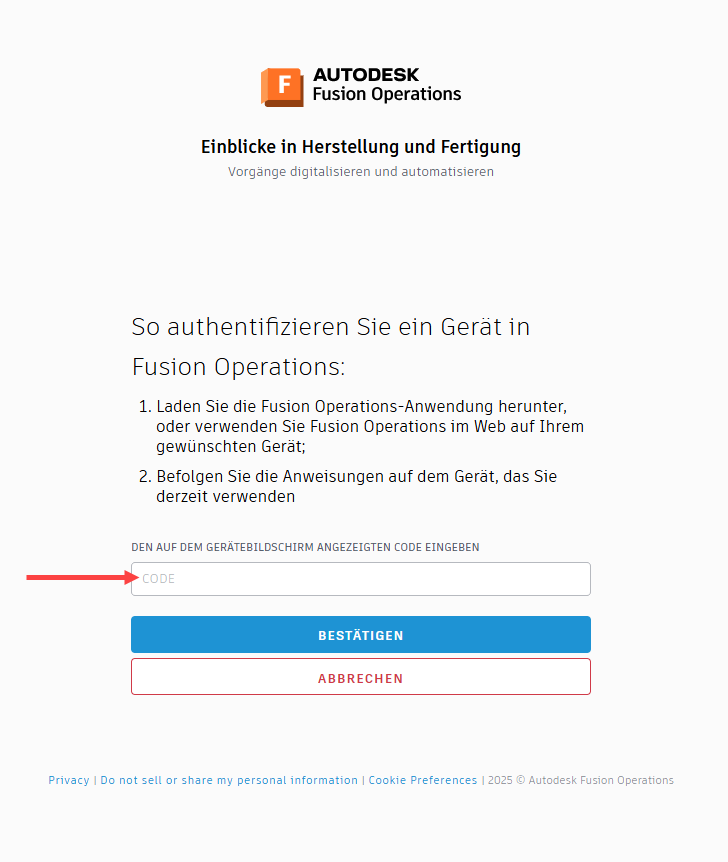 F
AUTODESK
Fusion Operations
Einblicke in Herstellung und Fertigung
Vorgänge digitalisieren und automatisieren
So authentifizieren Sie ein Gerät in
Fusion Operations:
1. Laden Sie die Fusion Operations-Anwendung herunter,
oder verwenden Sie Fusion Operations im Web auf Ihrem
gewünschten Gerät;
2. Befolgen Sie die Anweisungen auf dem Gerät, das Sie
derzeit verwenden
DEN AUF DEM GERÄTEBILDSCHIRM ANGEZEIGTEN CODE EINGEBEN
CODE
BESTÄTIGEN
ABBRECHEN
Privacy | Do not sell or share my personal information | Cookie Preferences | 2025 © Autodesk Fusion Operations